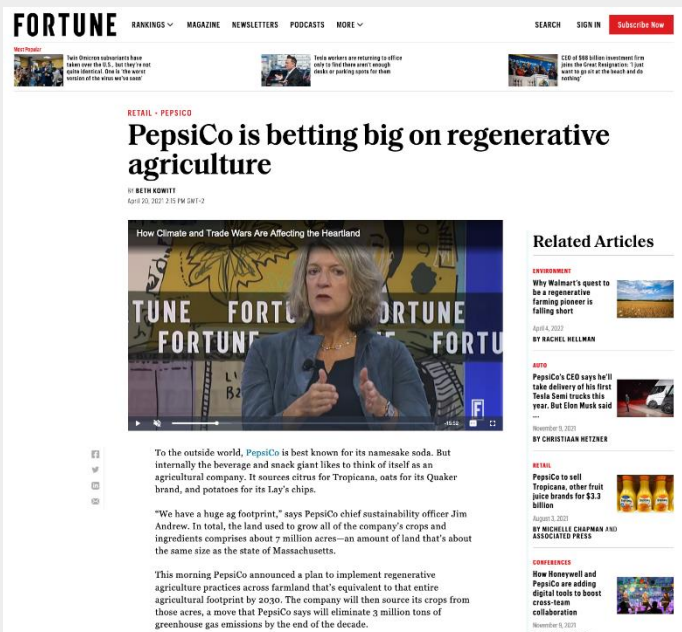 FORTUNE
RANKINGS MAGAZINE NEWSLETTERS PODCASTS MORE
SEARCH SIGN IN Subscribe Now
Most Popular
Twin Omicron subvariants have
taken over the U.S., but they're not
quite identical. One is 'the worst
version of the virus we've seen'
Tesla workers are returning to office
only to find there aren't enough
desks or parking spots for them
CEO of $68 billion investment firm
joins the Great Resignation: 'I just
want to go sit at the beach and do
nothing'
RETAIL • PEPSICO
PepsiCo is betting big on regenerative
agriculture
BY BETH KOWITT
April 20, 2021 2:15 PM GMT+2
How Climate and Trade Wars Are Affecting the Heartland
TUNE FORTU ORTUNE
FORTUNE FORTU
To the outside world, PepsiCo is best known for its namesake soda. But
internally the beverage and snack giant likes to think of itself as an
agricultural company. It sources citrus for Tropicana, oats for its Quaker
brand, and potatoes for its Lay's chips.
“We have a huge ag footprint,” says PepsiCo chief sustainability officer Jim
Andrew. In total, the land used to grow all of the company's crops and
ingredients comprises about 7 million acres—an amount of land that's about
the same size as the state of Massachusetts.
This morning PepsiCo announced a plan to implement regenerative
agriculture practices across farmland that's equivalent to that entire
agricultural footprint by 2030. The company will then source its crops from
those acres, a move that PepsiCo says will eliminate 3 million tons of
greenhouse gas emissions by the end of the decade.
Related Articles
ENVIRONMENT
Why Walmart's quest to
be a regenerative
farming pioneer is
falling short
April 4, 2022
BY RACHEL HELLMAN
AUTO
PepsiCo's CEO says he'll
take delivery of his first
Tesla Semi trucks this
year. But Elon Musk said
...
November 9, 2021
BY CHRISTIAAN HETZNER
RETAIL
PepsiCo to sell
Tropicana, other fruit
juice brands for $3.3
billion
August 3, 2021
BY MICHELLE CHAPMAN AND
ASSOCIATED PRESS
CONFERENCES
How Honeywell and
PepsiCo are adding
digital tools to boost
cross-team
collaboration
November 9, 2021